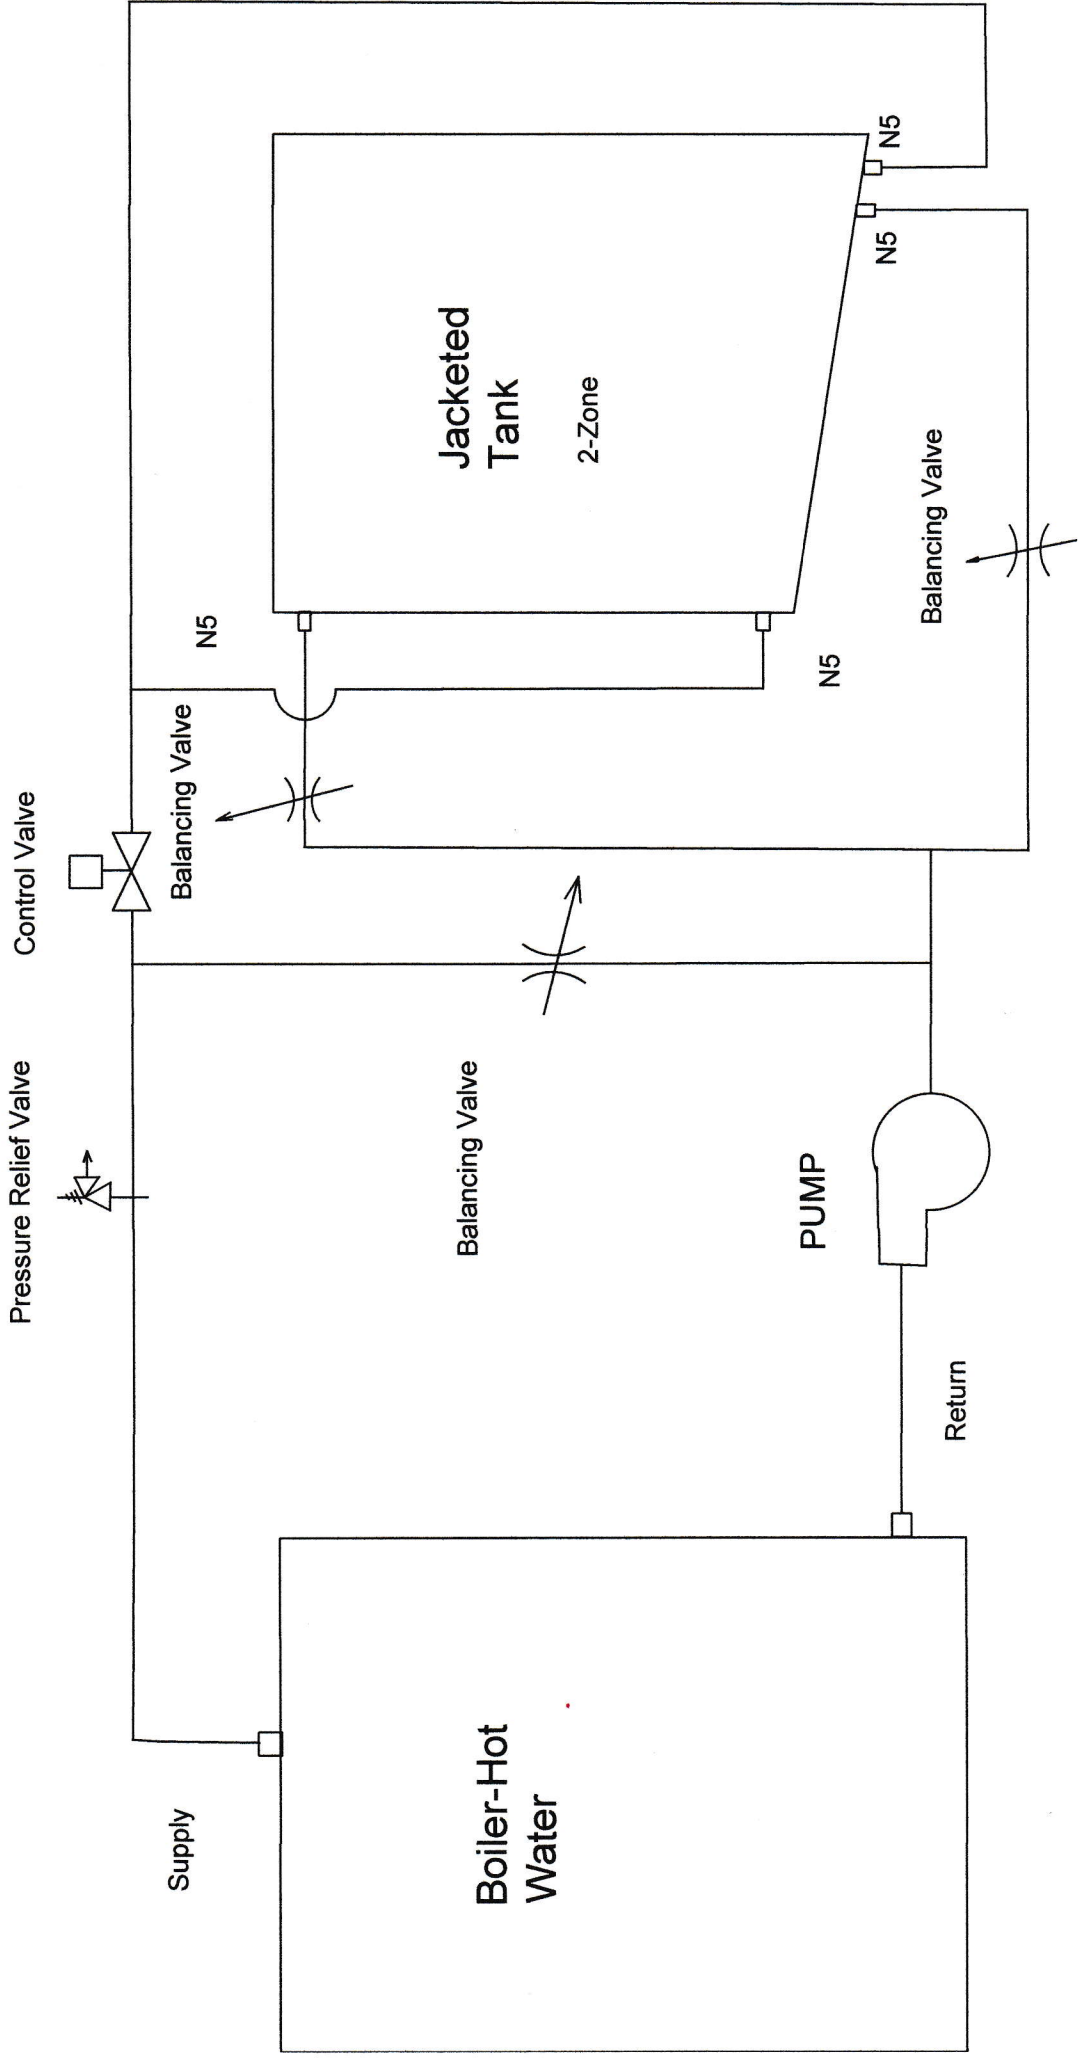 Pressure Relief Valve
Control Valve
Supply
Balancing Valve
N5
Jacketed
Tank
2-Zone
Boiler-Hot
Water
Balancing Valve
PUMP
N5
N5
N5
Balancing Valve
Return